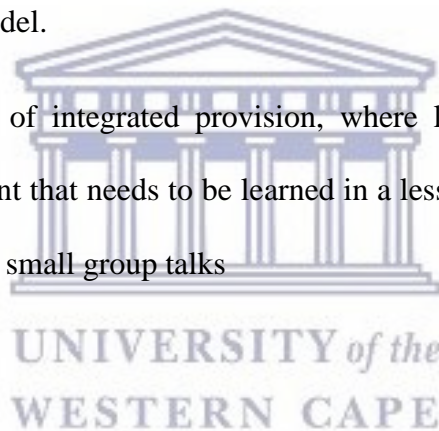 del.
of integrated provision, where
nt that needs to be learned in a less
small group talks
UNIVERSITY of the
WESTERN CAPE